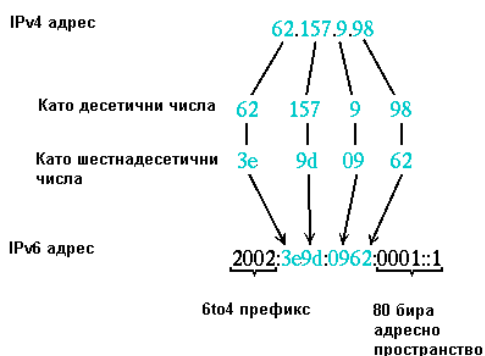 IPv4 адрес
62.157.9.98
Като десетични числа
62 157 9 98
Като шестнадесетични
числа
3e 9d 09 62
IPv6 адрес
2002:3e9d:0962:0001::1
6to4 префикс
80 бира
адресно
пространство